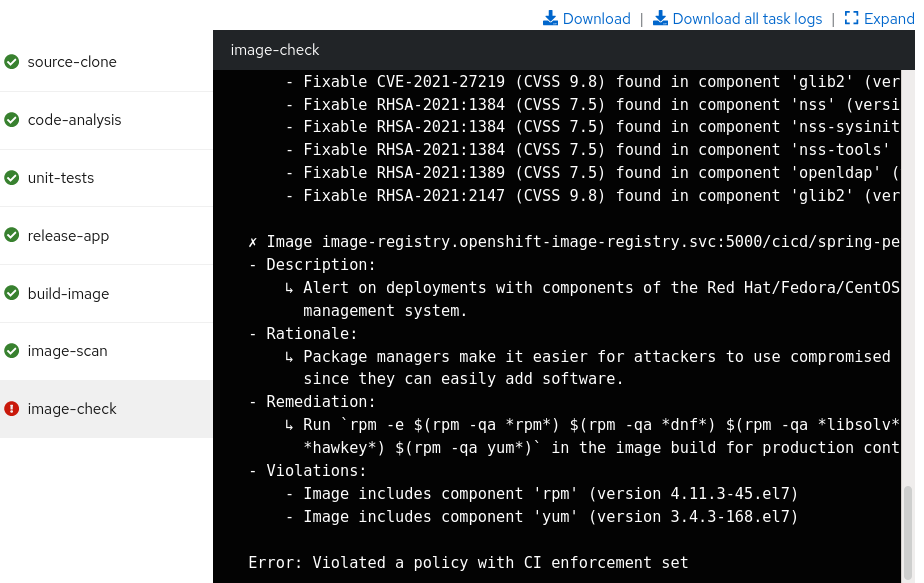 Download | Download all task logs | Expand
source-clone
code-analysis
unit-tests
release-app
build-image
image-scan
image-check
image-check
- Fixable CVE-2021-27219 (CVSS 9.8) found in component 'glib2' (ver
- Fixable RHSA-2021:1384 (CVSS 7.5) found in component 'nss' (versi
- Fixable RHSA-2021:1384 (CVSS 7.5) found in component 'nss-sysinit
- Fixable RHSA-2021:1384 (CVSS 7.5) found in component 'nss-tools'
- Fixable RHSA-2021:1389 (CVSS 7.5) found in component 'openldap' (
- Fixable RHSA-2021:2147 (CVSS 9.8) found in component 'glib2' (ver
✗ Image image-registry.openshift-image-registry.svc:5000/cicd/spring-pe
- Description:
↳ Alert on deployments with components of the Red Hat/Fedora/CentOS
management system.
- Rationale:
↳ Package managers make it easier for attackers to use compromised
since they can easily add software.
- Remediation:
↳ Run `rpm -e $(rpm -qa *rpm*) $(rpm -qa *dnf*) $(rpm -qa *libsolv*
*hawkey*) $(rpm -qa yum*)` in the image build for production cont
- Violations:
- Image includes component 'rpm' (version 4.11.3-45.el7)
- Image includes component 'yum' (version 3.4.3-168.el7)
Error: Violated a policy with CI enforcement set